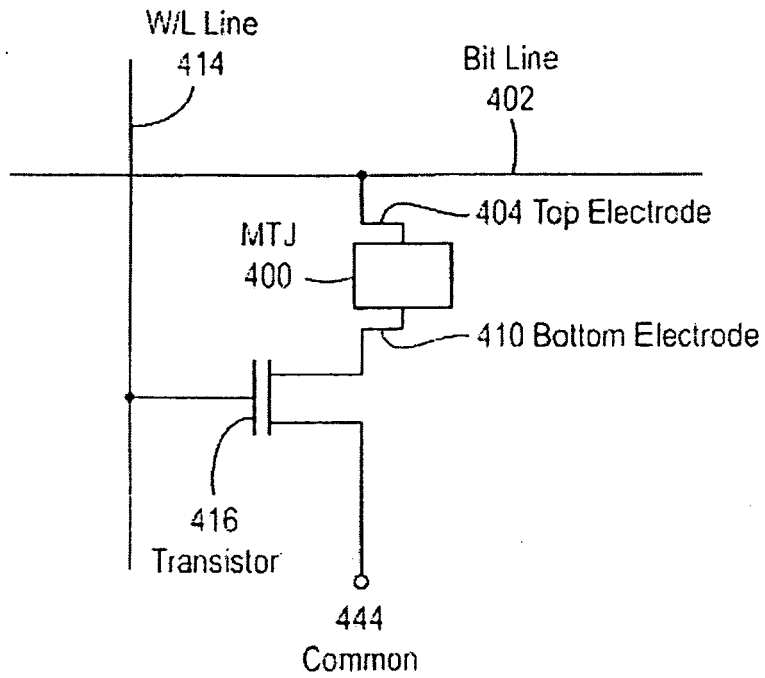 W/L Line
414
Bit Line
402
404 Top Electrode
MTJ
400
410 Bottom Electrode
416
Transistor
444
Common